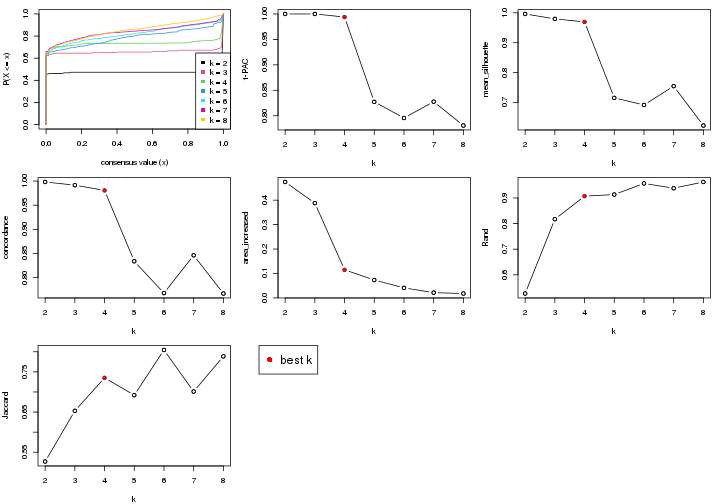 P(X <= x)
0.0 0.2 0.4 0.6 0.8 1.0
k = 2
k = 3
k = 4
k = 5
k = 6
k = 7
k = 8
0.0 0.2 0.4 0.6 0.8 1.0
consensus value (x)
1-PAC
0.80 0.85 0.90 0.95 1.00
2 3 4 5 6 7 8
k
mean_silhouette
0.7 0.8 0.9 1.0
2 3 4 5 6 7 8
k
concordance
0.80 0.85 0.90 0.95 1.00
2 3 4 5 6 7 8
k
area_increased
0.0 0.1 0.2 0.3 0.4
2 3 4 5 6 7 8
k
Rand
0.6 0.7 0.8 0.9
2 3 4 5 6 7 8
k
Jaccard
0.55 0.65 0.75
2 3 4 5 6 7 8
k
best k